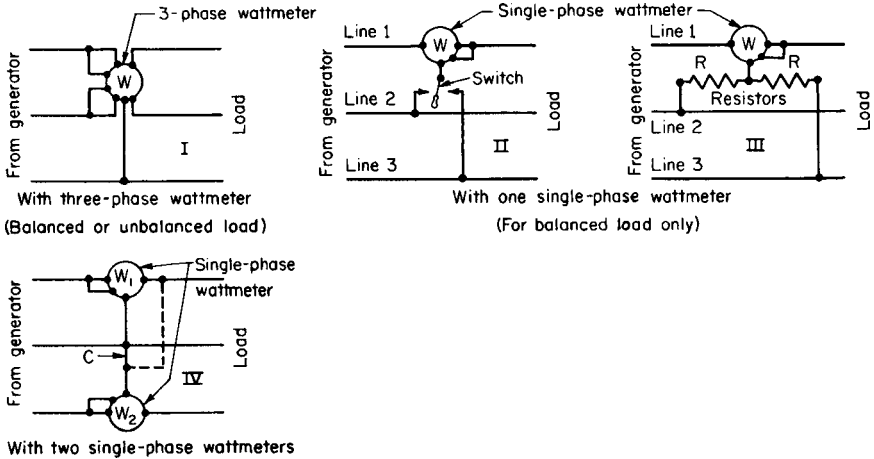 3-phase wattmeter
From generator
W
Load
I
With three-phase wattmeter
(Balanced or unbalanced load)
Single-phase wattmeter
From generator
Line 1
W
Switch
Line 2
Line 3
II
Load
From generator
Line 1
W
R R
Resistors
Line 2
Line 3
III
Load
With one single-phase wattmeter
(For balanced load only)
From generator
W1
Single-phase
wattmeter
C
IV
W2
Load
With two single-phase wattmeters